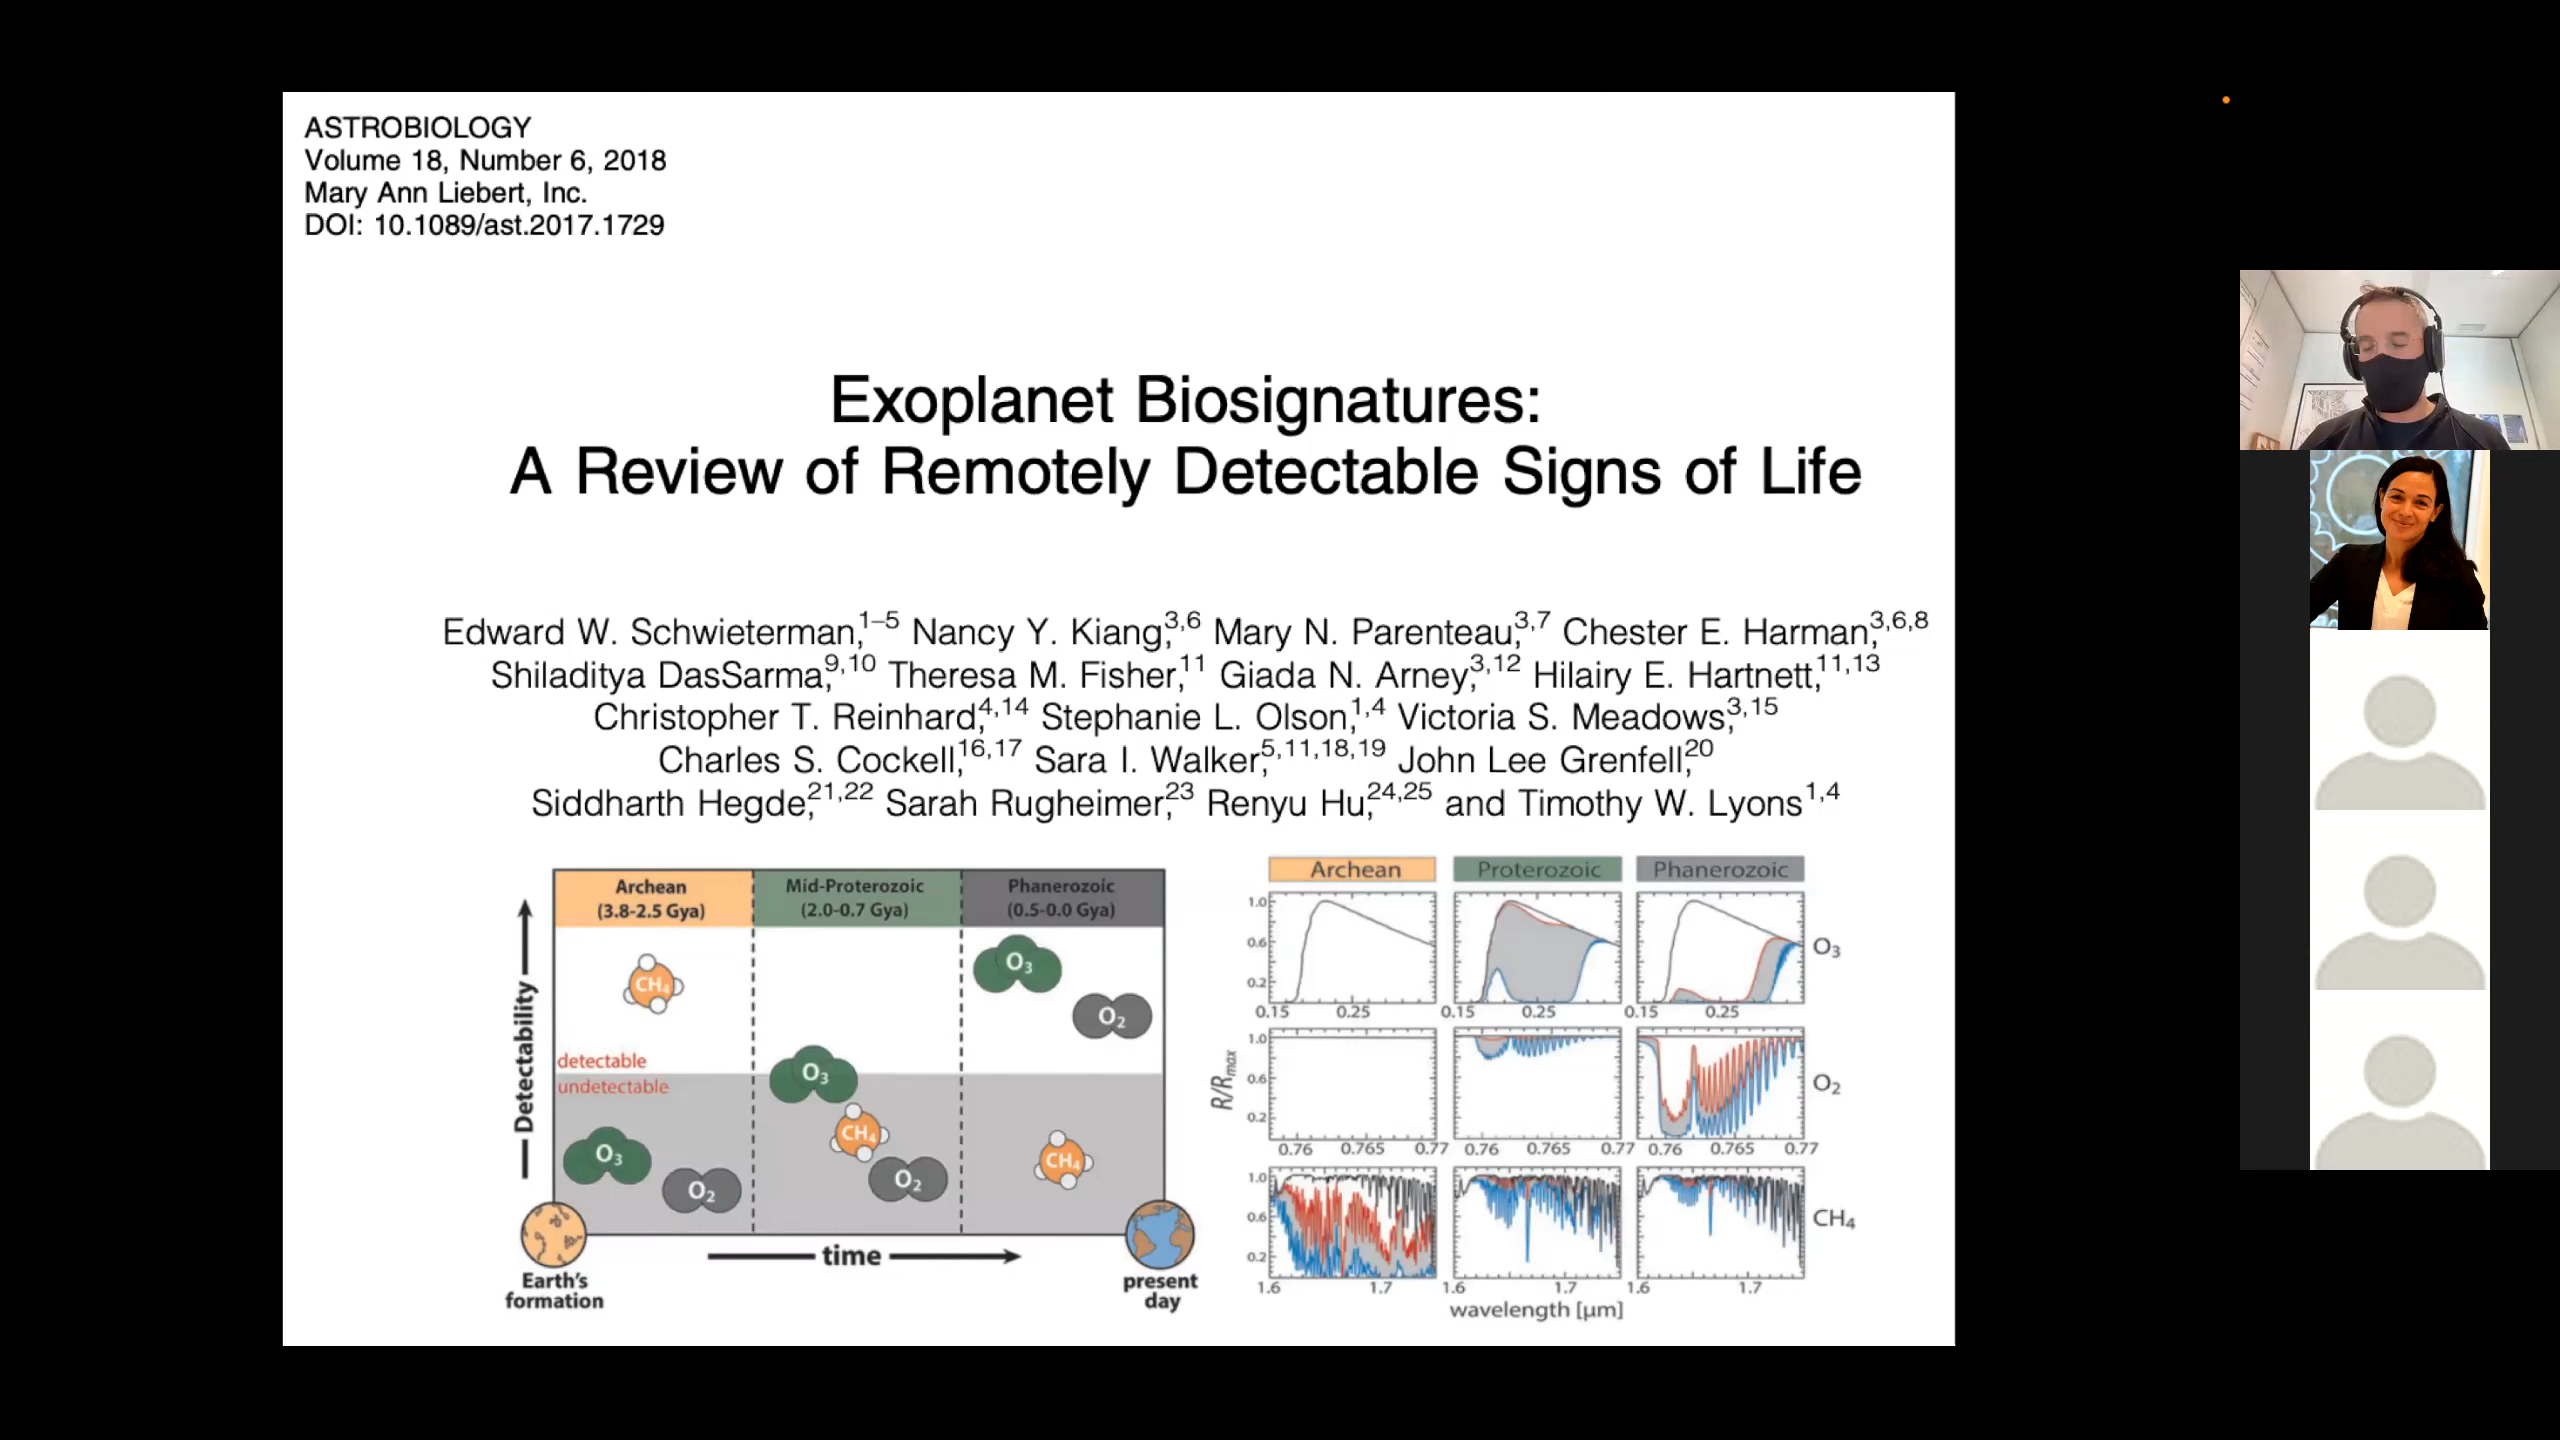 ASTROBIOLOGY
Volume 18, Number 6, 2018
Mary Ann Liebert, Inc.
DOI: 10.1089/ast.2017.1729
Exoplanet Biosignatures:
A Review of Remotely Detectable Signs of Life
Edward W. Schwieterman,1–5 Nancy Y. Kiang,3,6 Mary N. Parenteau,3,7 Chester E. Harman,3,6,8
Shiladitya DasSarma,9,10 Theresa M. Fisher,11 Giada N. Arney,3,12 Hilairy E. Hartnett,11,13
Christopher T. Reinhard,4,14 Stephanie L. Olson,1,4 Victoria S. Meadows,3,15
Charles S. Cockell,16,17 Sara I. Walker,5,11,18,19 John Lee Grenfell,20
Siddharth Hegde,21,22 Sarah Rugheimer,23 Renyu Hu,24,25 and Timothy W. Lyons1,4
Archean
(3.8-2.5 Gya)
Mid-Proterozoic
(2.0-0.7 Gya)
Phanerozoic
(0.5-0.0 Gya)
Detectability
CH4
O3
O2
detectable
undetectable
O3
CH4
O2
O3
O2
CH4
time
Earth's
formation
present
day
Archean Proterozoic Phanerozoic
1.0
0.6
0.2
0.15 0.25 0.15 0.25 0.15 0.25
O3
1.0
0.6
0.2
0.76 0.765 0.77 0.76 0.765 0.77 0.76 0.765 0.77
O2
R/Rmax
1.0
0.6
0.2
1.6 1.7 1.6 1.7 1.6 1.7
CH4
wavelength [µm]